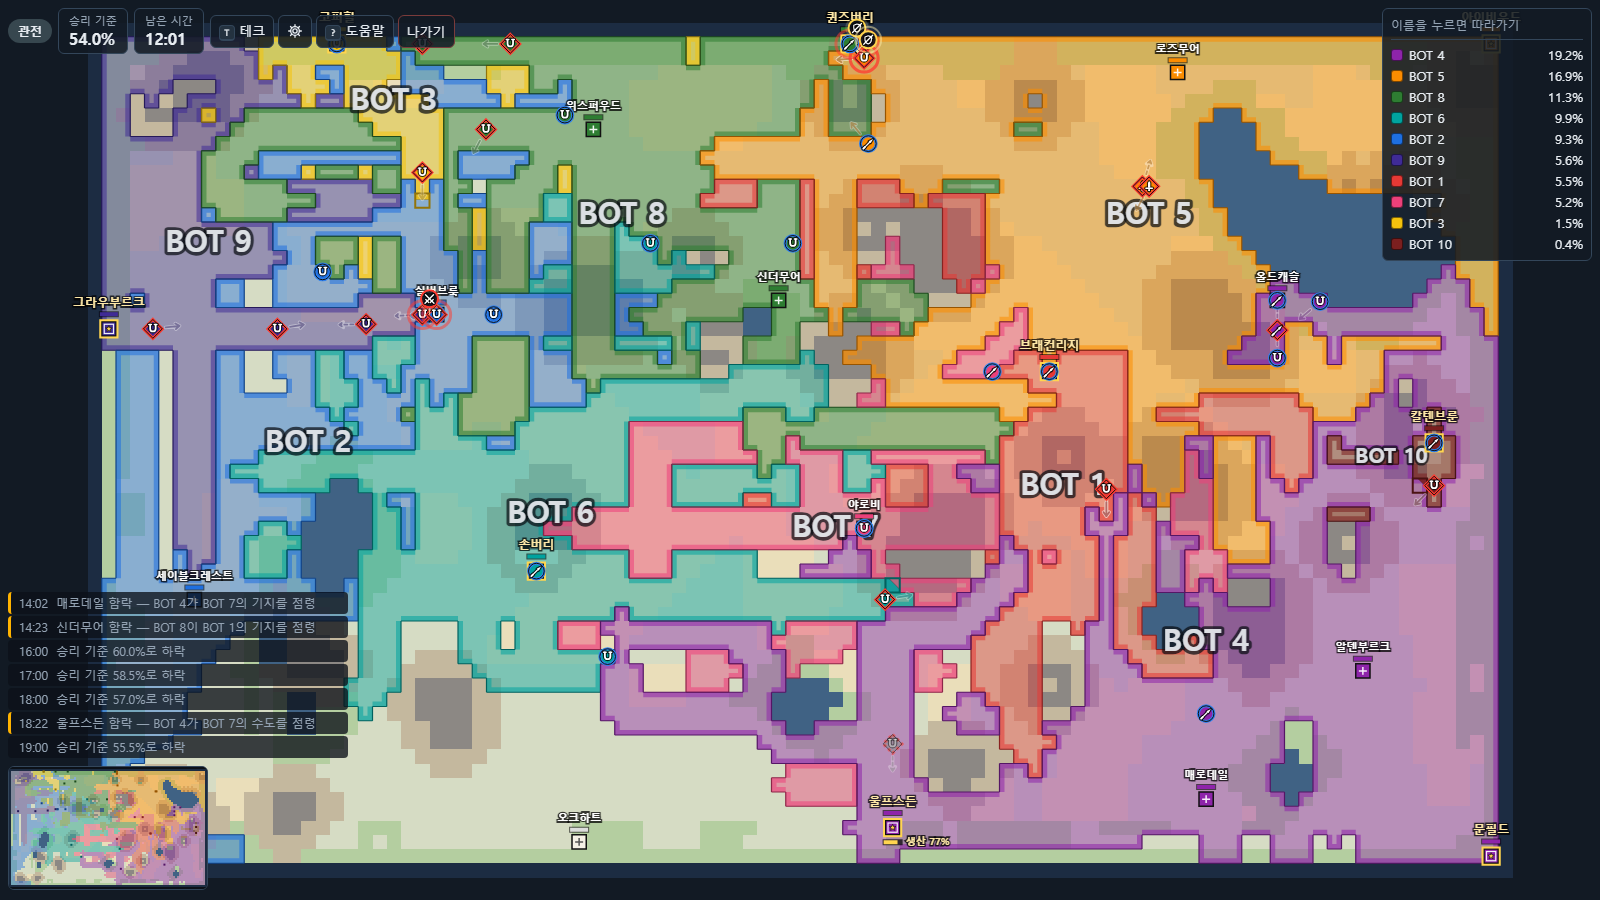 관전
승리 기준
54.0%
남은 시간
12:01
T 테크
? 도움말
나가기
이름을 누르면 따라가기
BOT 4 19.2%
BOT 5 16.9%
BOT 8 11.3%
BOT 6 9.9%
BOT 2 9.3%
BOT 9 5.6%
BOT 1 5.5%
BOT 7 5.2%
BOT 3 1.5%
BOT 10 0.4%
퀸즈버리
로즈무어
BOT 3
위스퍼우드
BOT 8
BOT 5
BOT 9
신더무어
올드캐슬
그라우부르크
브래컨리지
칼텐브룬
BOT 2
BOT 10
BOT 1
BOT 6
야로비
BOT 7
손버리
세이블크레스트
BOT 4
알텐부르크
14:02 매로데일 함락 — BOT 4가 BOT 7의 기지를 점령
14:23 신더무어 함락 — BOT 8이 BOT 1의 기지를 점령
16:00 승리 기준 60.0%로 하락
17:00 승리 기준 58.5%로 하락
18:00 승리 기준 57.0%로 하락
18:22 울프스든 함락 — BOT 4가 BOT 7의 수도를 점령
19:00 승리 기준 55.5%로 하락
매로데일
울프스든
생산 77%
오크하트
문필드